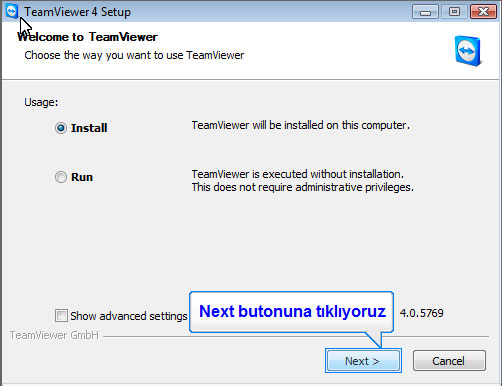 TeamViewer 4 Setup
Welcome to TeamViewer
Choose the way you want to use TeamViewer
Usage:
Install
TeamViewer will be installed on this computer.
Run
TeamViewer is executed without installation.
This does not require administrative privileges.
Show advanced settings
Next butonuna tıklıyoruz
4.0.5769
TeamViewer GmbH
Next >
Cancel